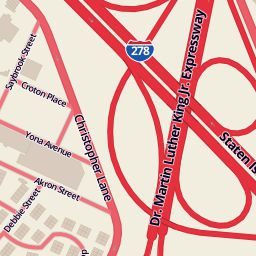 Saybrook Street
278
Croton Place
Dr. Martin Luther King Jr. Expressway
Christopher Lane
Yona Avenue
Staten Is
Akron Street
Debbie Street